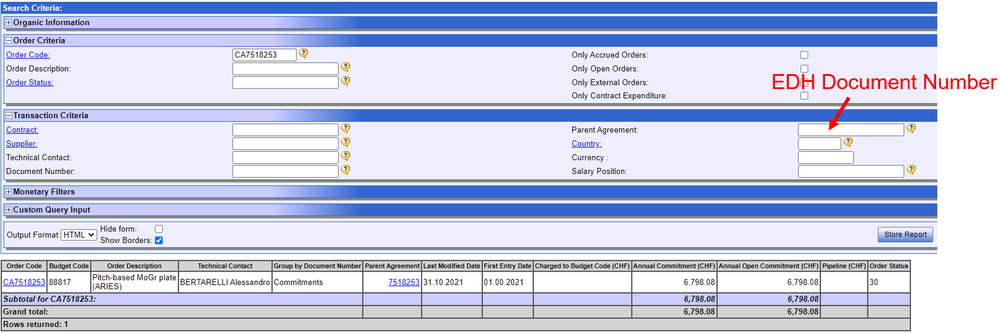 Search Criteria:
Organic Information
Order Criteria
Order Code: CA7518253 Only Accrued Orders:
Order Description: Only Open Orders:
Order Status: Only External Orders:
EDH Document Number
Only Contract Expenditure:
Transaction Criteria
Contract: Parent Agreement:
Supplier: Country:
Technical Contact: Currency :
Document Number: Salary Position:
Monetary Filters
Custom Query Input
Output Format: HTML Hide form:
Show Borders:
Store Report
Order Code Budget Code Order Description Technical Contact Group by Document Number Parent Agreement Last Modified Date First Entry Date Charged to Budget Code (CHF) Annual Commitment (CHF) Annual Open Commitment (CHF) Pipeline (CHF) Order Status
CA7518253 88817 Pitch-based MoGr plate (ARIES) BERTARELLI Alessandro Commitments 7518253 31.10.2021 01.00.2021 6,798.08 6,798.08 30
Subtotal for CA7518253: 6,798.08 6,798.08
Grand total: 6,798.08 6,798.08
Rows returned: 1